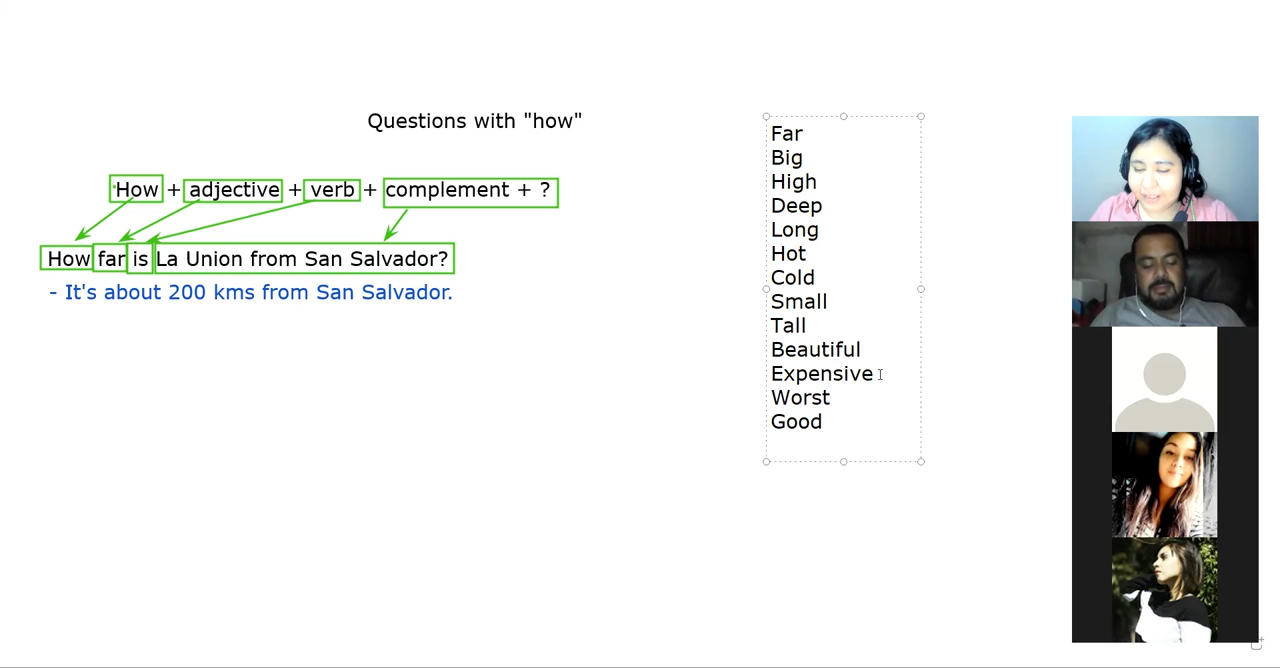 Questions with "how"
How + adjective + verb + complement + ?
How far is La Union from San Salvador?
- It's about 200 kms from San Salvador.
Far
Big
High
Deep
Long
Hot
Cold
Small
Tall
Beautiful
Expensive
Worst
Good